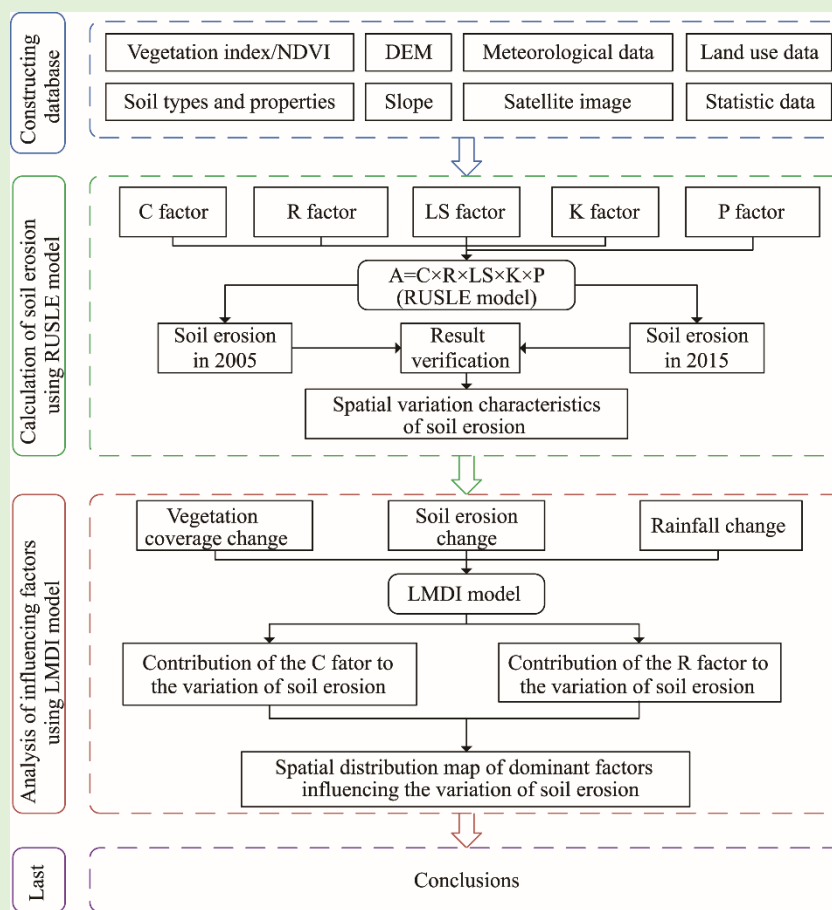 Constructing
database
Vegetation index/NDVI
DEM
Meteorological data
Land use data
Soil types and properties
Slope
Satellite image
Statistic data
Calculation of soil erosion
using RUSLE model
C factor
R factor
LS factor
K factor
P factor
A=C×R×LS×K×P
(RUSLE model)
Soil erosion
in 2005
Result
verification
Soil erosion
in 2015
Spatial variation characteristics
of soil erosion
Analysis of influencing factors
using LMDI model
Vegetation
coverage change
Soil erosion
change
Rainfall change
LMDI model
Contribution of the C fator to
the variation of soil erosion
Contribution of the R factor to
the variation of soil erosion
Spatial distribution map of dominant factors
influencing the variation of soil erosion
Last
Conclusions